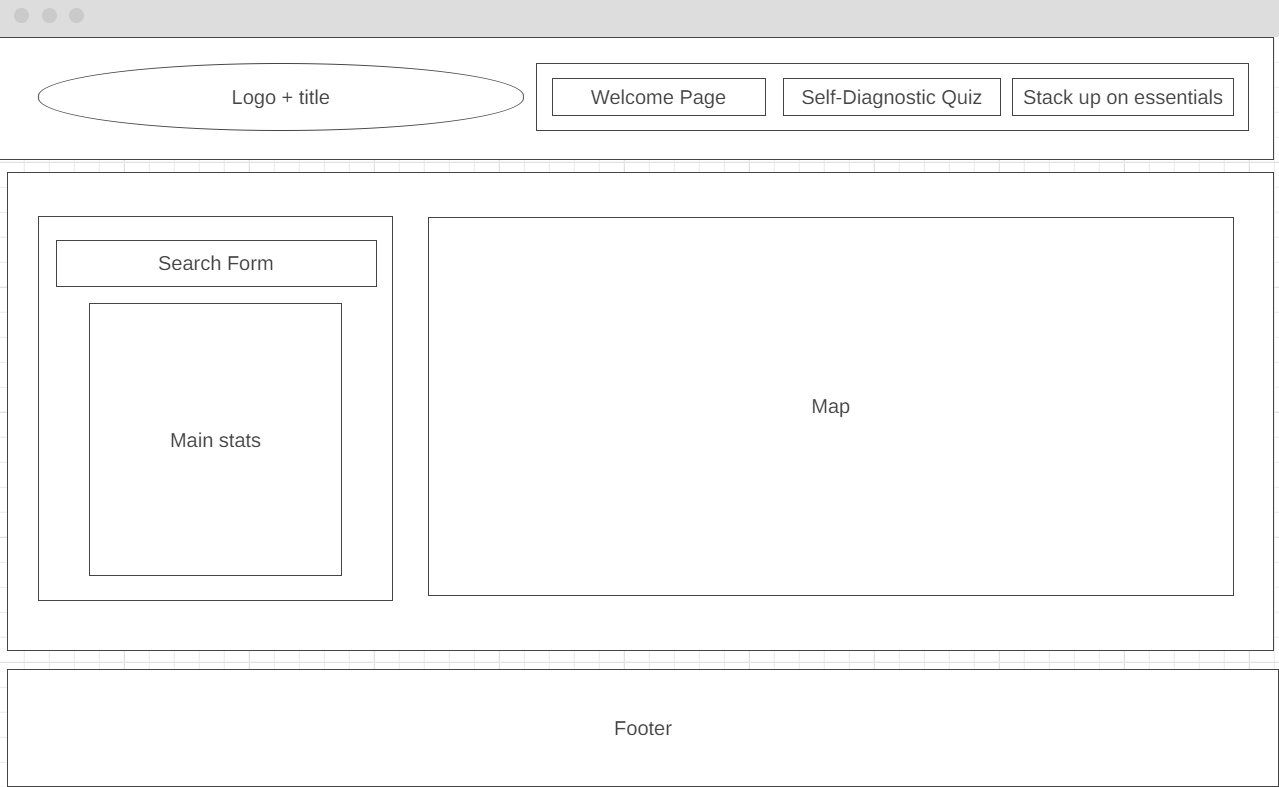 Logo + title
Welcome Page
Self-Diagnostic Quiz
Stack up on essentials
Search Form
Main stats
Map
Footer